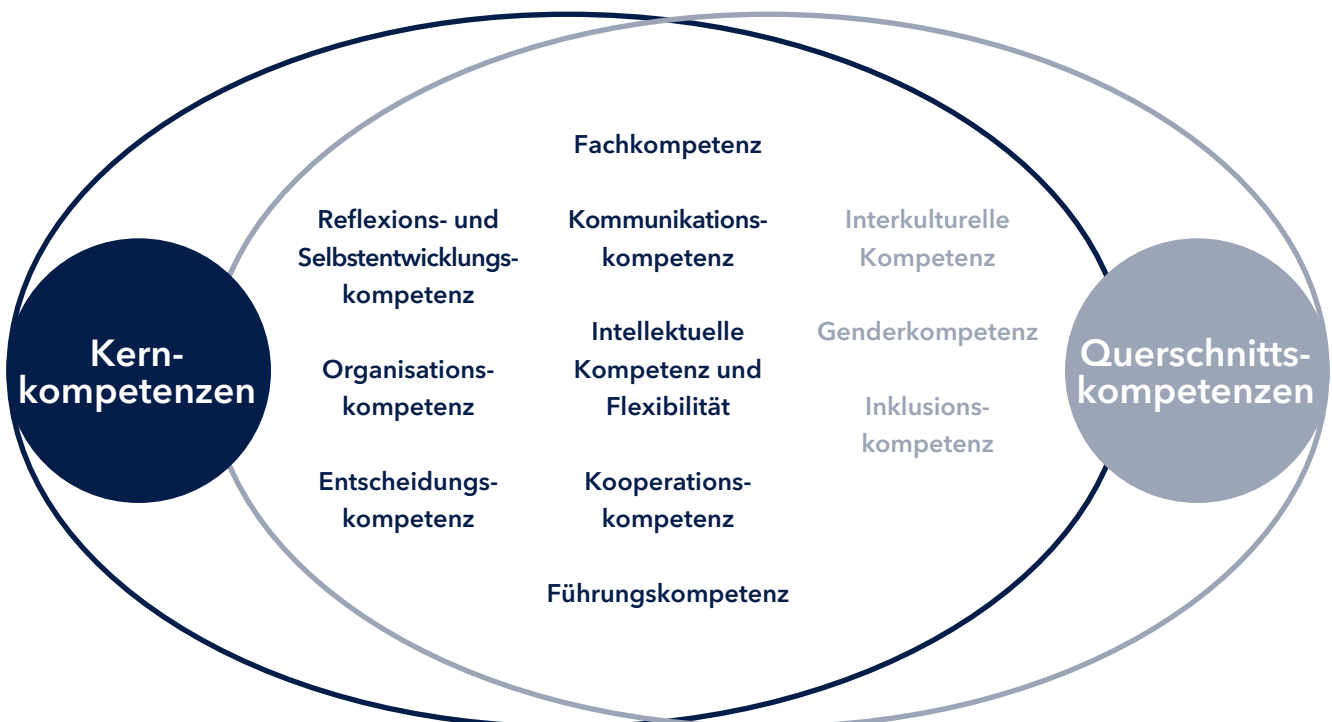 Kern-
kompetenzen
Reflexions- und
Selbstentwicklungs-
kompetenz
Organisations-
kompetenz
Entscheidungs-
kompetenz
Fachkompetenz
Kommunikations-
kompetenz
Intellektuelle
Kompetenz und
Flexibilität
Kooperations-
kompetenz
Führungskompetenz
Interkulturelle
Kompetenz
Genderkompetenz
Inklusions-
kompetenz
Querschnitts-
kompetenzen